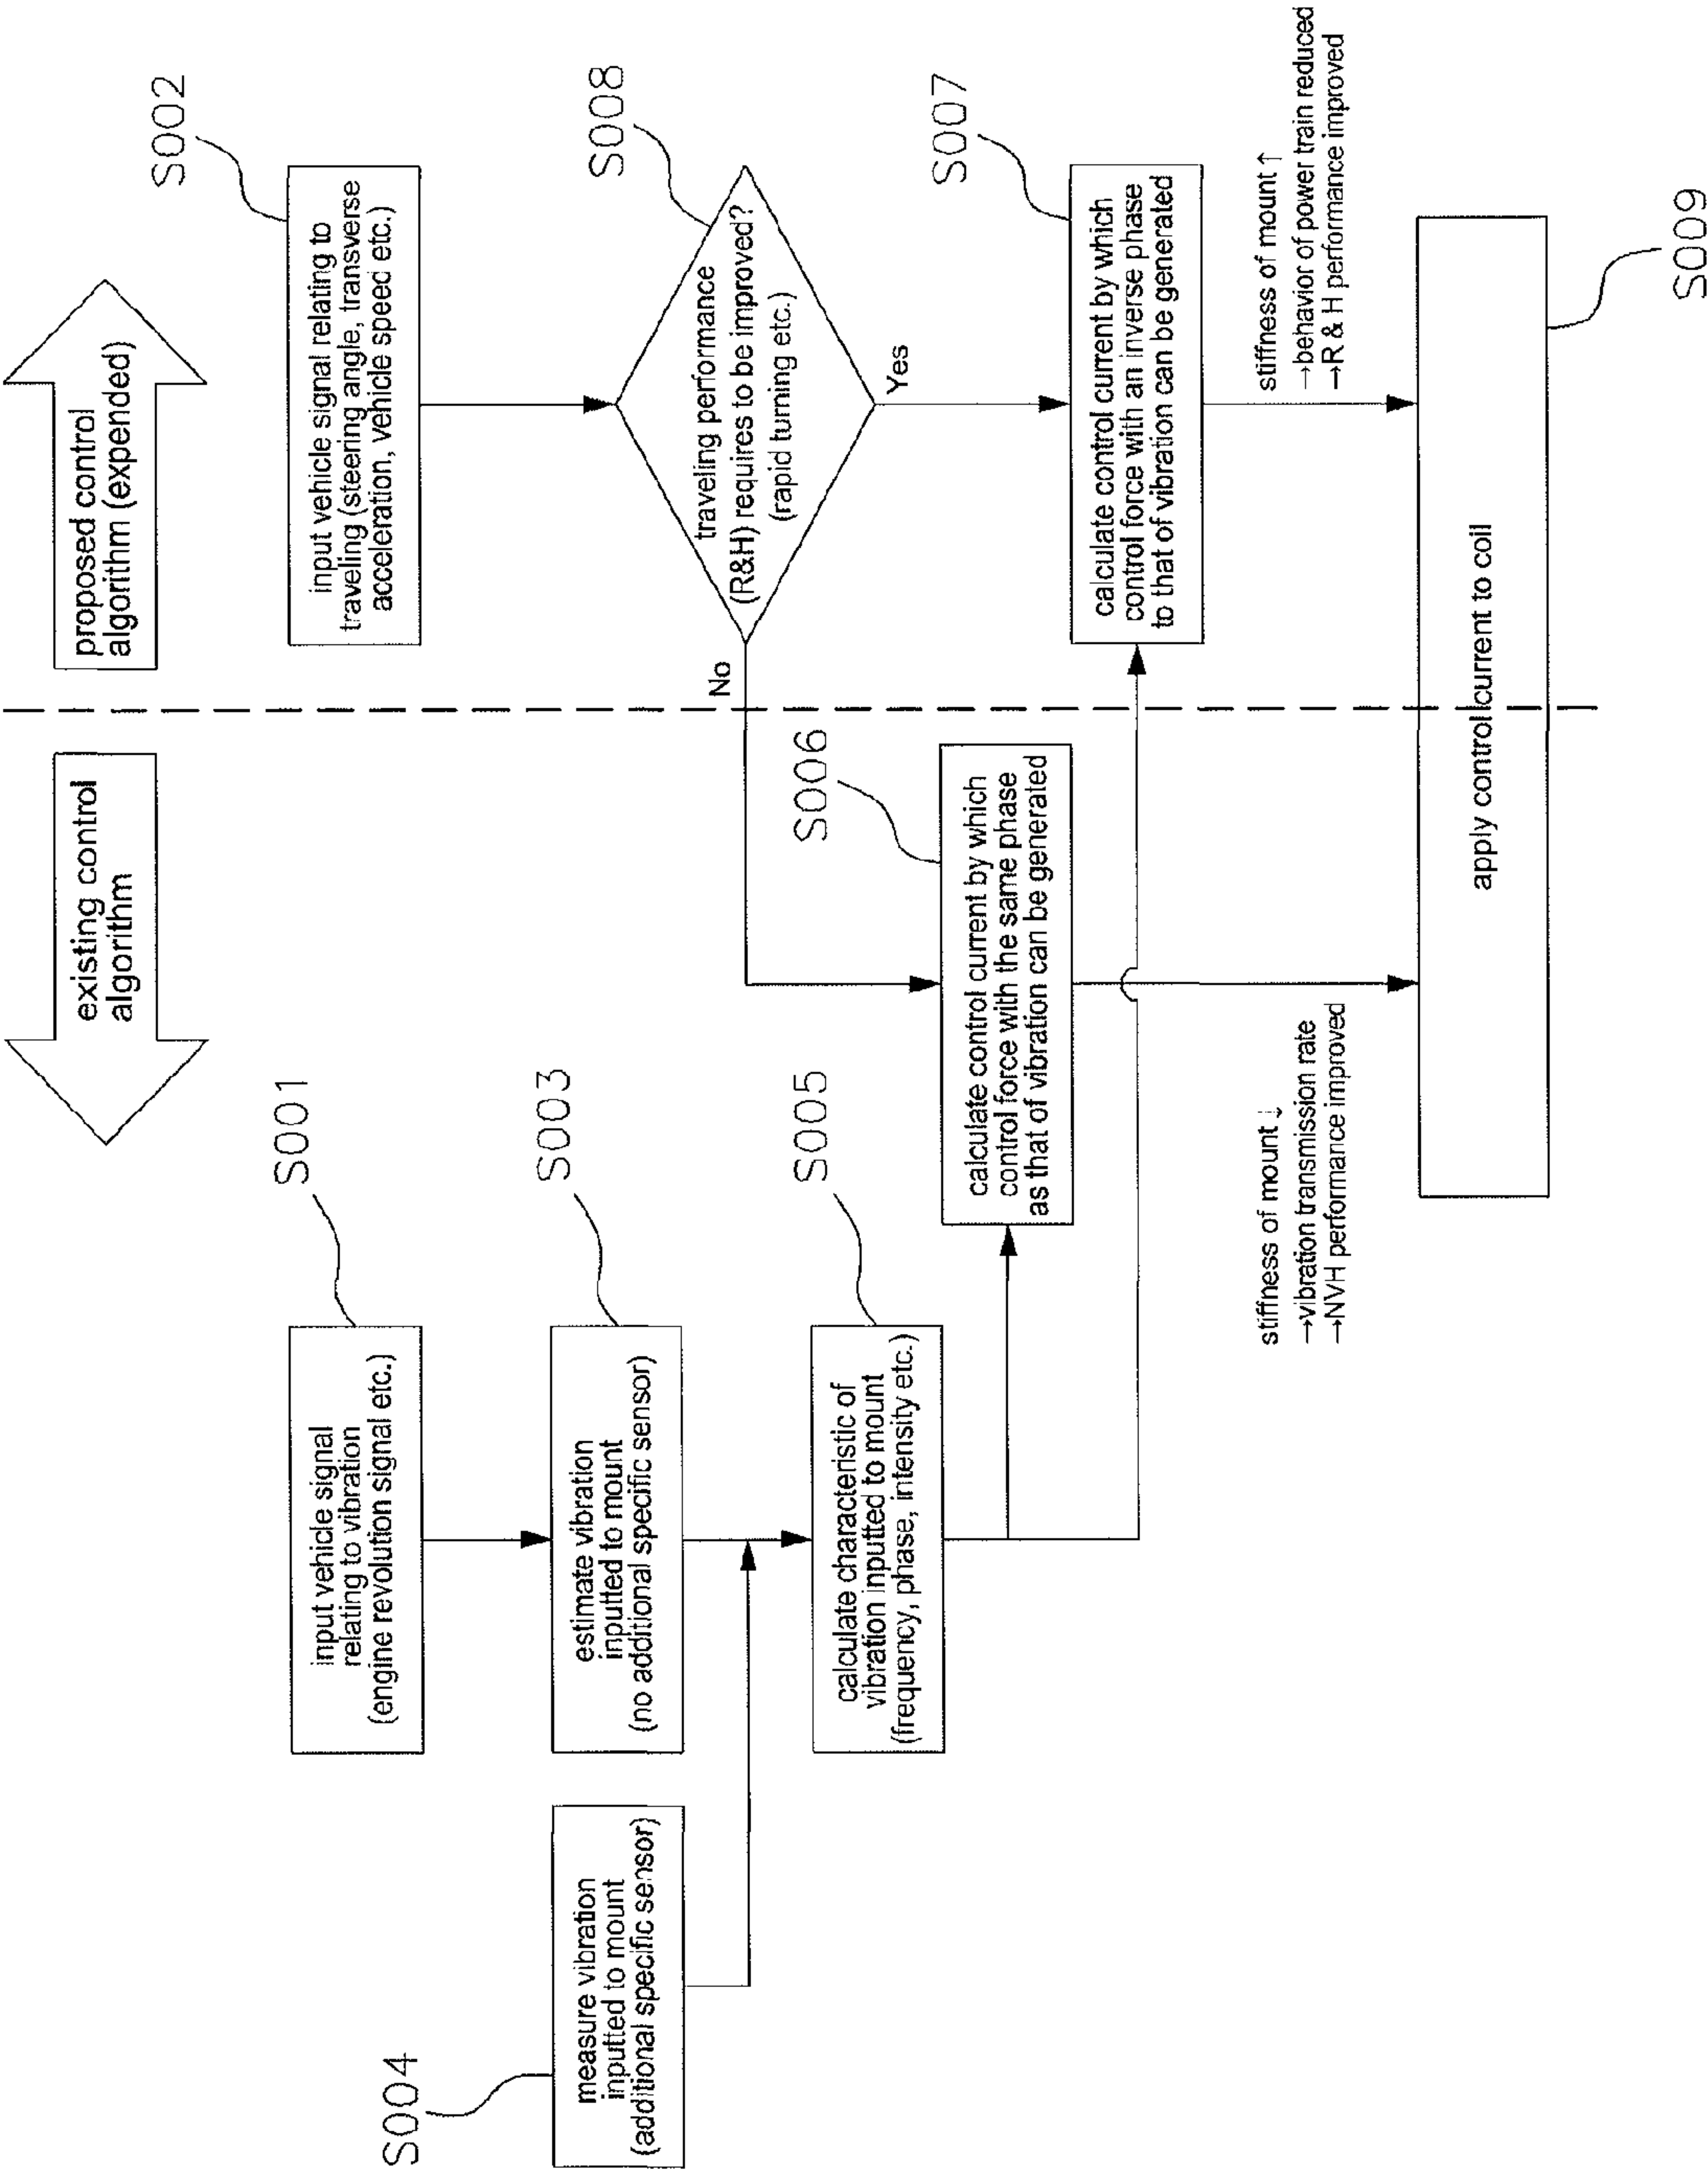 existing control
algorithm
proposed control
algorithm (expended)
S001
input vehicle signal
relating to vibration
(engine revolution signal etc.)
S002
input vehicle signal relating to
traveling (steering angle, transverse
acceleration, vehicle speed etc.)
S004
measure vibration
inputted to mount
(additional specific sensor)
S003
estimate vibration
inputted to mount
(no additional specific sensor)
S008
traveling performance
(R&H) requires to be improved?
(rapid turning etc.)
No
Yes
S005
calculate characteristic of
vibration inputted to mount
(frequency, phase, intensity etc.)
S006
calculate control current by which
control force with the same phase
as that of vibration can be generated
S007
calculate control current by which
control force with an inverse phase
to that of vibration can be generated
stiffness of mount ↓
→vibration transmission rate
→NVH performance improved
stiffness of mount ↑
→behavior of power train reduced
→R & H performance improved
apply control current to coil
S009